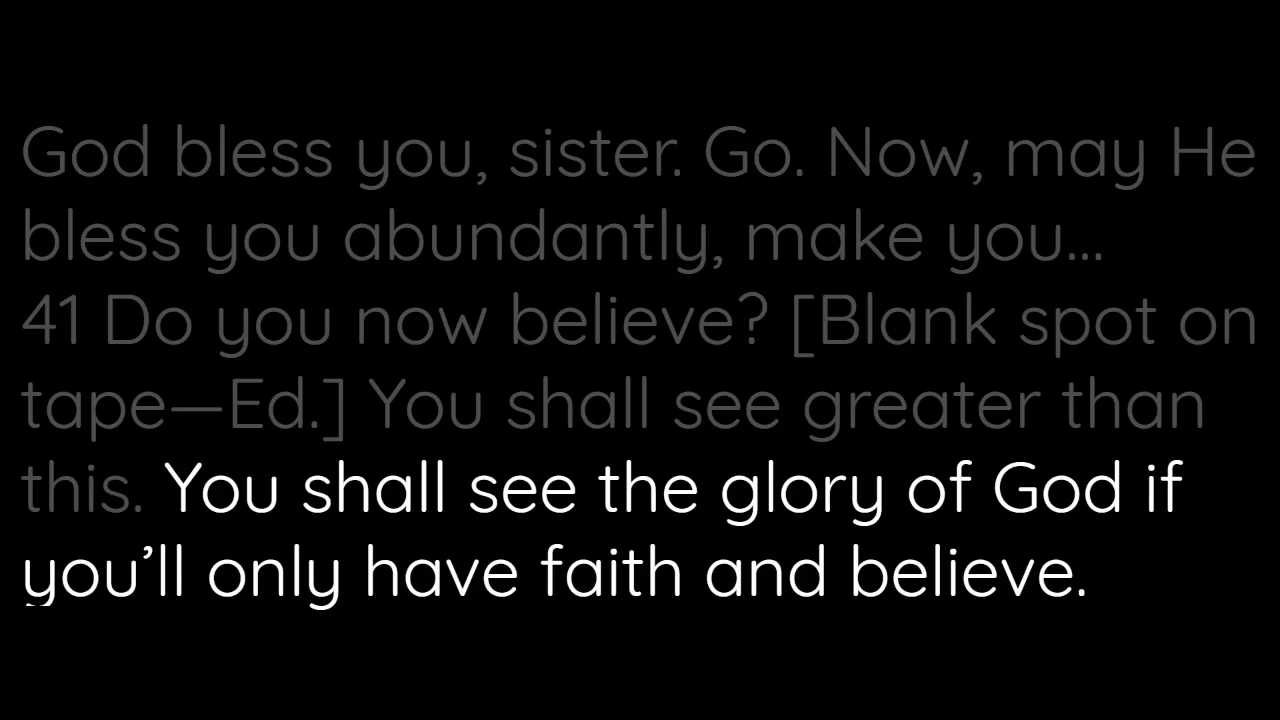 God bless you, sister. Go. Now, may He
bless you abundantly, make you...
41 Do you now believe? [Blank spot on
tape—Ed.] You shall see greater than
this. You shall see the glory of God if
you’ll only have faith and believe.